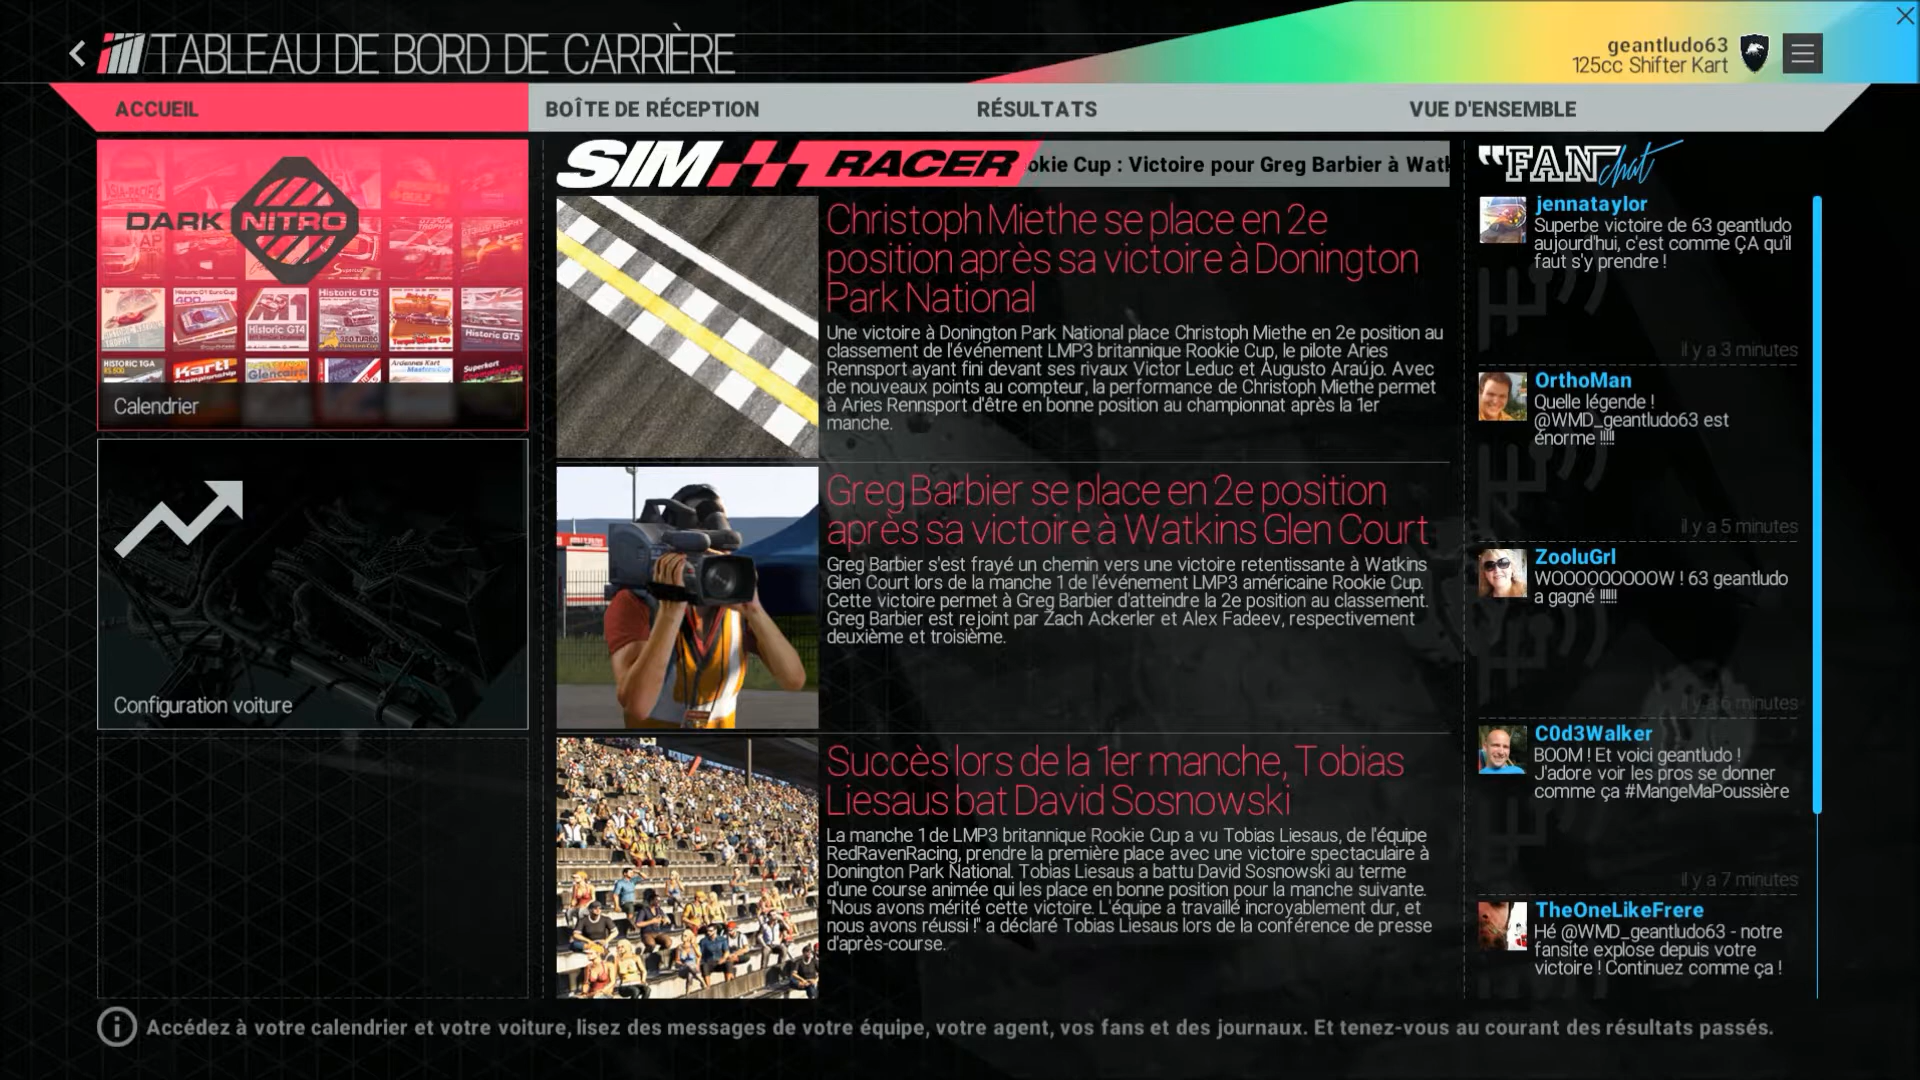 TABLEAU DE BORD DE CARRIÈRE
geantludo63
125cc Shifter Kart
ACCUEIL
BOÎTE DE RÉCEPTION
RÉSULTATS
VUE D'ENSEMBLE
DARK NITRO
Historic GT4
Historic GT5
Historic GT5
Calendrier
Configuration voiture
SIM RACER
okie Cup : Victoire pour Greg Barbier à Watk
Christoph Miethe se place en 2e
position après sa victoire à Donington
Park National
Une victoire à Donington Park National place Christoph Miethe en 2e position au
classement de l'événement LMP3 britannique Rookie Cup, le pilote Aries
Rennsport ayant fini devant ses rivaux Victor Leduc et Augusto Araújo. Avec
de nouveaux points au compteur, la performance de Christoph Miethe permet
à Aries Rennsport d'être en bonne position au championnat après la 1er
manche.
Greg Barbier se place en 2e position
après sa victoire à Watkins Glen Court
Greg Barbier s'est frayé un chemin vers une victoire retentissante à Watkins
Glen Court lors de la manche 1 de l'événement LMP3 américaine Rookie Cup.
Cette victoire permet à Greg Barbier d'atteindre la 2e position au classement.
Greg Barbier est rejoint par Zach Ackerler et Alex Fadeev, respectivement
deuxième et troisième.
Succès lors de la 1er manche, Tobias
Liesaus bat David Sosnowski
La manche 1 de LMP3 britannique Rookie Cup a vu Tobias Liesaus, de l'équipe
RedRavenRacing, prendre la première place avec une victoire spectaculaire à
Donington Park National. Tobias Liesaus a battu David Sosnowski au terme
d'une course animée qui les place en bonne position pour la manche suivante.
"Nous avons mérité cette victoire. L'équipe a travaillé incroyablement dur, et
nous avons réussi !" a déclaré Tobias Liesaus lors de la conférence de presse
d'après-course.
FAN chat
jennataylor
Superbe victoire de 63 geantludo
aujourd'hui, c'est comme ÇA qu'il
faut s'y prendre !
il y a 3 minutes
OrthoMan
Quelle légende !
@WMD_geantludo63 est
énorme !!!!!
il y a 5 minutes
ZooluGrl
WOOOOOOOOOW ! 63 geantludo
a gagné !!!!!!
il y a 6 minutes
C0d3Walker
BOOM ! Et voici geantludo !
J'adore voir les pros se donner
comme ça #MangeMaPoussière
il y a 7 minutes
TheOneLikeFrere
Hé @WMD_geantludo63 - notre
fansite explose depuis votre
victoire ! Continuez comme ça !
Accédez à votre calendrier et votre voiture, lisez des messages de votre équipe, votre agent, vos fans et des journaux. Et tenez-vous au courant des résultats passés.